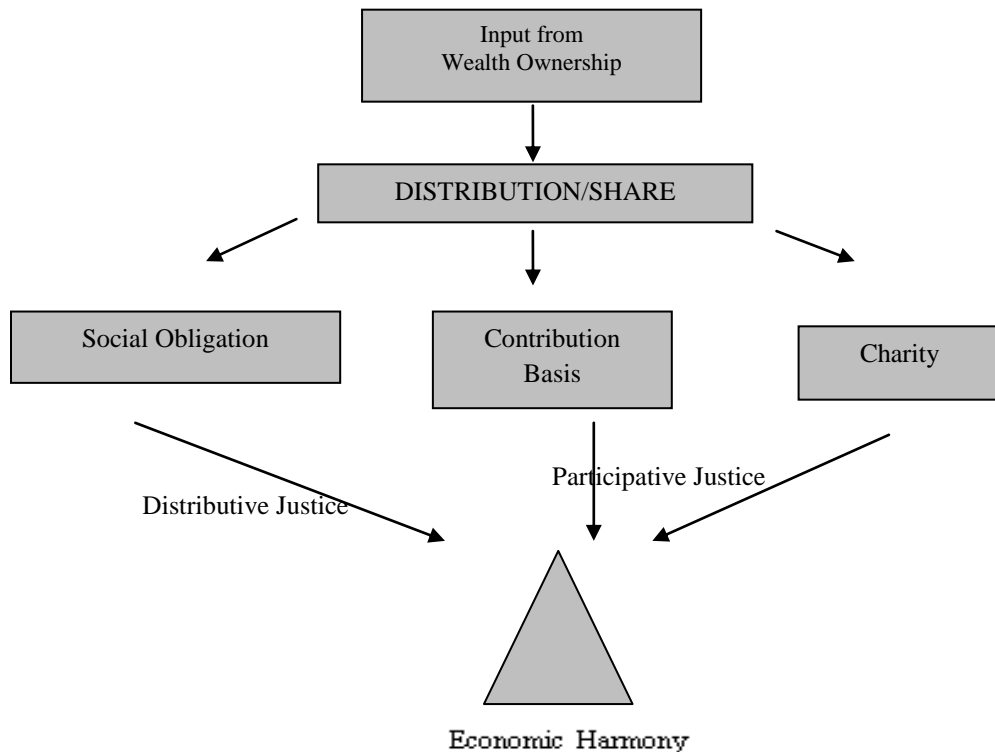 Input from
Wealth Ownership
DISTRIBUTION/SHARE
Social Obligation
Contribution
Basis
Charity
Participative Justice
Distributive Justice
Economic Harmony